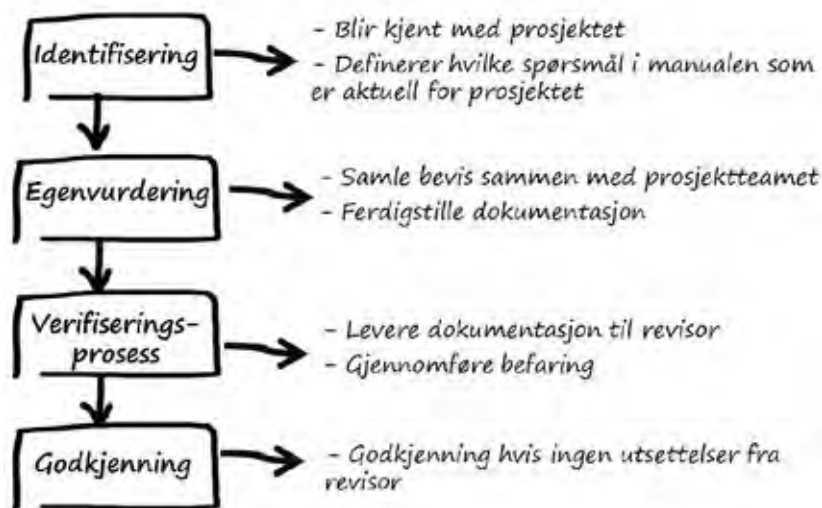 Identifisering
- Blir kjent med prosjektet
- Definerer hvilke spørsmål i manualen som
er aktuell for prosjektet
Egenvurdering
- Samle bevis sammen med prosjektteamet
- Ferdigstille dokumentasjon
Verifiserings-
prosess
- Levere dokumentasjon til revisor
- Gjennomføre befaring
Godkjenning
- Godkjenning hvis ingen utsettelser fra
revisor